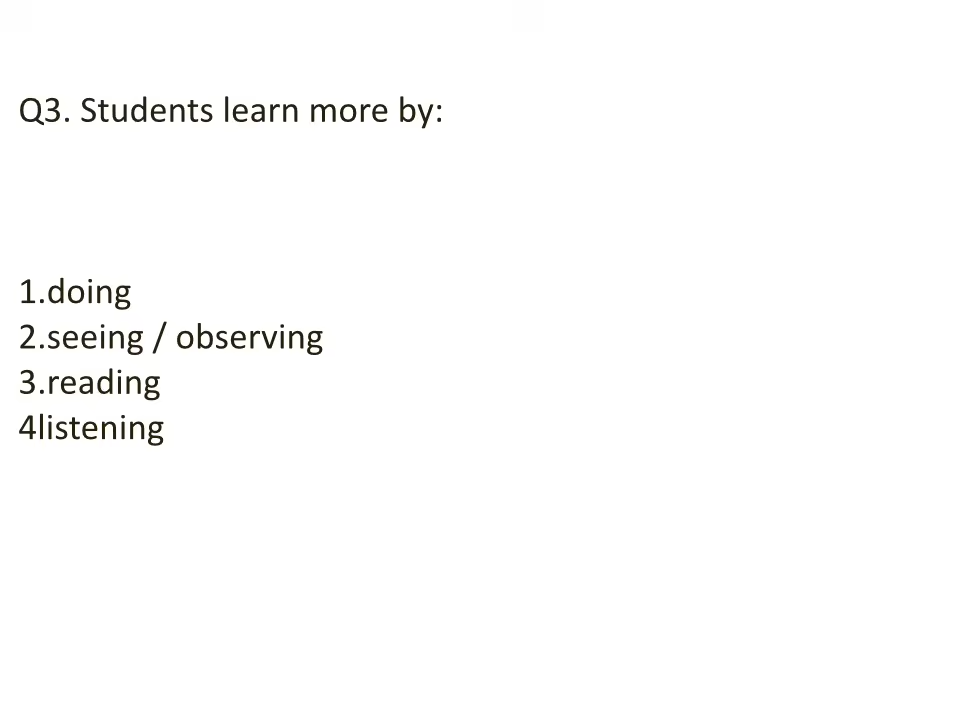 Q3. Students learn more by:
1.doing
2.seeing / observing
3.reading
4listening